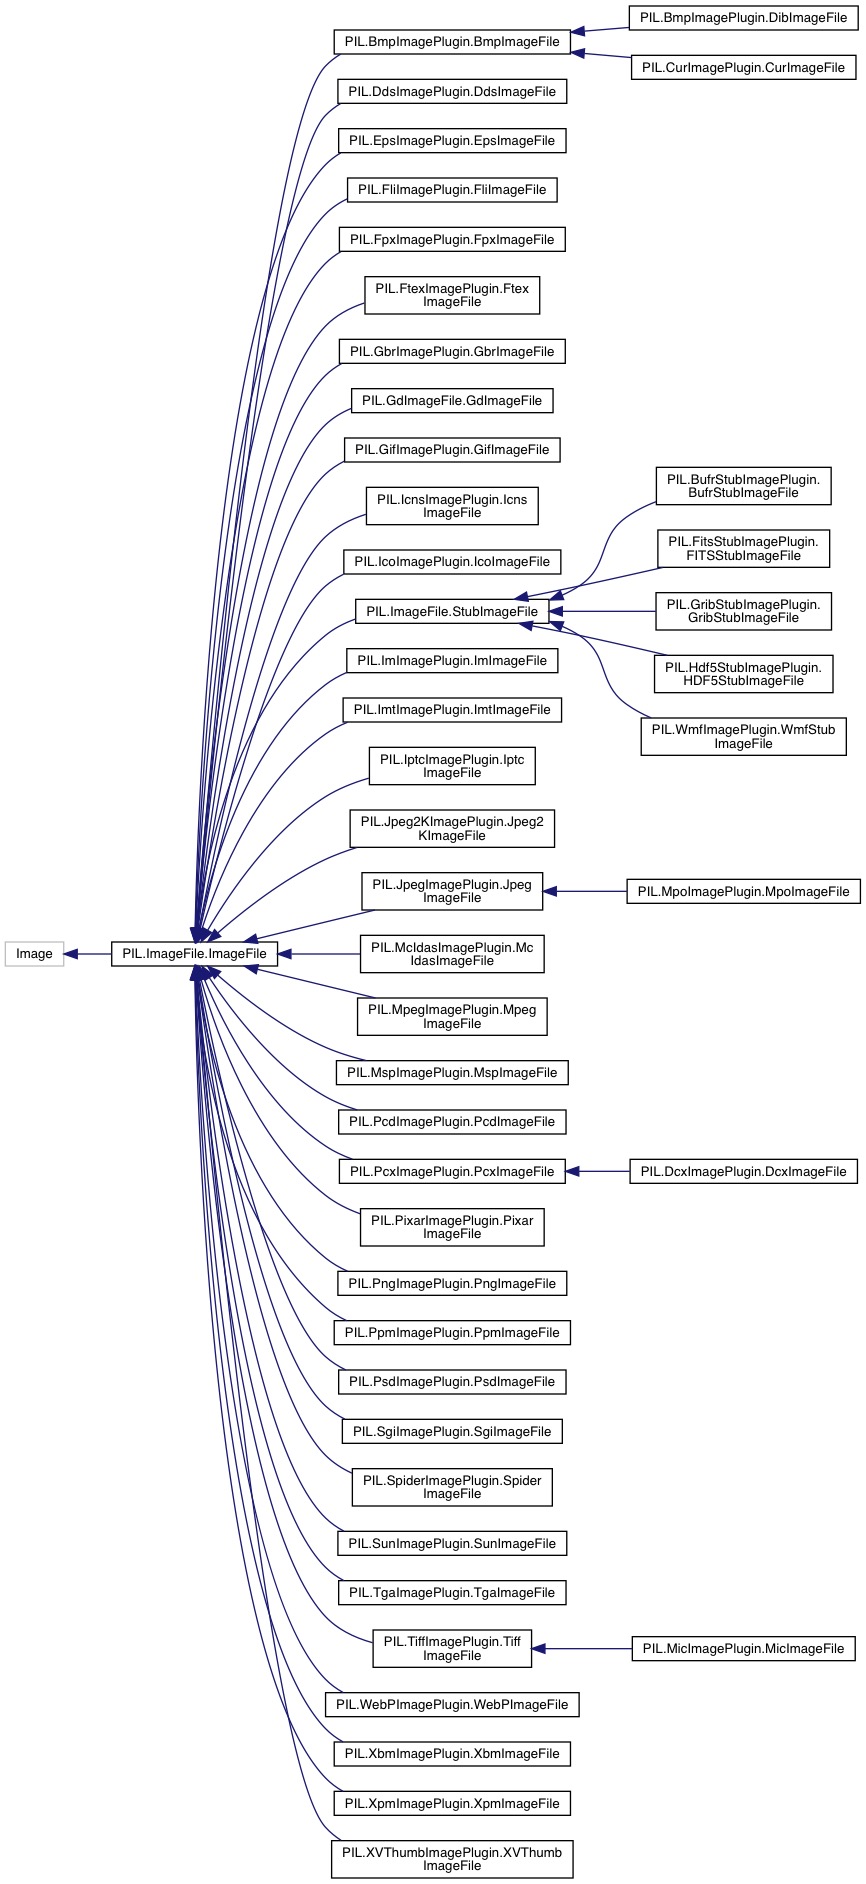 PIL.BmpImagePlugin.DibImageFile
PIL.BmpImagePlugin.BmpImageFile
PIL.CurImagePlugin.CurImageFile
PIL.DdsImagePlugin.DdsImageFile
PIL.EpsImagePlugin.EpsImageFile
PIL.FliImagePlugin.FliImageFile
PIL.FpxImagePlugin.FpxImageFile
PIL.FtexImagePlugin.Ftex
ImageFile
PIL.GbrImagePlugin.GbrImageFile
PIL.GdImageFile.GdImageFile
PIL.GifImagePlugin.GifImageFile
PIL.IcnsImagePlugin.Icns
ImageFile
PIL.IcoImagePlugin.IcoImageFile
PIL.ImageFile.StubImageFile
PIL.BufrStubImagePlugin.
BufrStubImageFile
PIL.FitsStubImagePlugin.
FITSStubImageFile
PIL.GribStubImagePlugin.
GribStubImageFile
PIL.Hdf5StubImagePlugin.
HDF5StubImageFile
PIL.WmfImagePlugin.WmfStub
ImageFile
PIL.ImImagePlugin.ImImageFile
PIL.ImtImagePlugin.ImtImageFile
PIL.IptcImagePlugin.Iptc
ImageFile
PIL.Jpeg2KImagePlugin.Jpeg2
KImageFile
PIL.JpegImagePlugin.Jpeg
ImageFile
PIL.MpoImagePlugin.MpoImageFile
Image
PIL.ImageFile.ImageFile
PIL.McIdasImagePlugin.Mc
IdasImageFile
PIL.MpegImagePlugin.Mpeg
ImageFile
PIL.MspImagePlugin.MspImageFile
PIL.PcdImagePlugin.PcdImageFile
PIL.PcxImagePlugin.PcxImageFile
PIL.DcxImagePlugin.DcxImageFile
PIL.PixarImagePlugin.Pixar
ImageFile
PIL.PngImagePlugin.PngImageFile
PIL.PpmImagePlugin.PpmImageFile
PIL.PsdImagePlugin.PsdImageFile
PIL.SgiImagePlugin.SgiImageFile
PIL.SpiderImagePlugin.Spider
ImageFile
PIL.SunImagePlugin.SunImageFile
PIL.TgaImagePlugin.TgaImageFile
PIL.TiffImagePlugin.Tiff
ImageFile
PIL.MicImagePlugin.MicImageFile
PIL.WebPImagePlugin.WebPImageFile
PIL.XbmImagePlugin.XbmImageFile
PIL.XpmImagePlugin.XpmImageFile
PIL.XVThumbImagePlugin.XVThumb
ImageFile